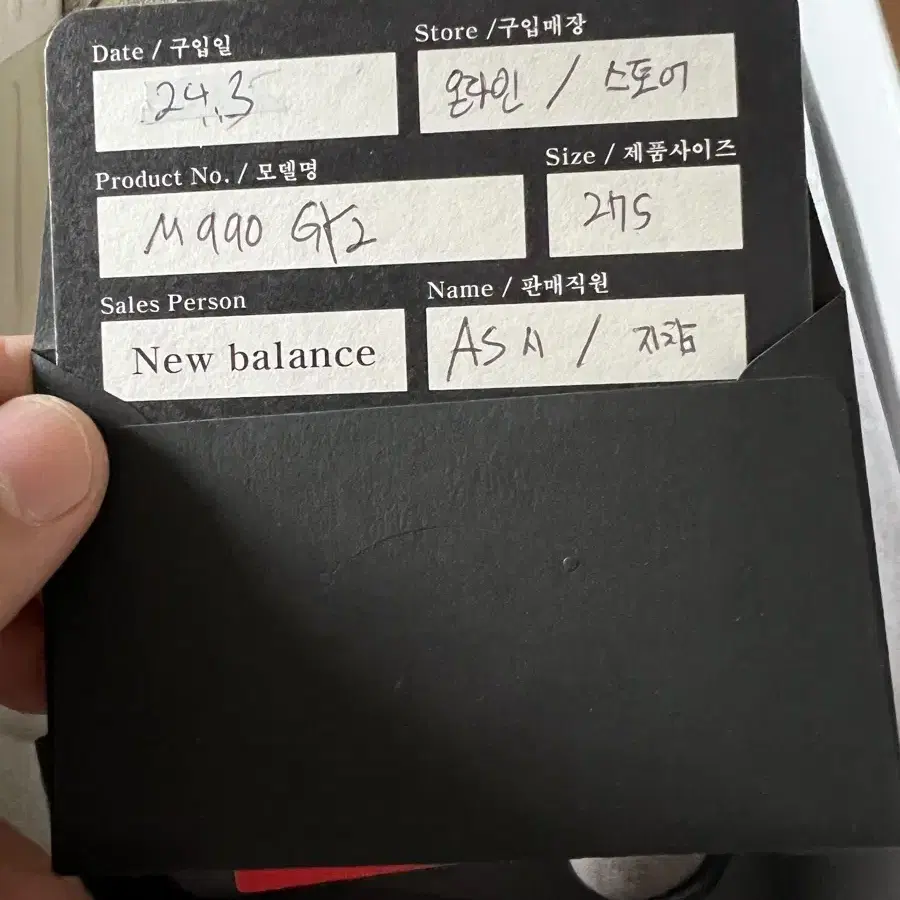 Date / 구입일
Store /구입매장
24.3
온라인 / 스토어
Product No. / 모델명
Size / 제품사이즈
M990 GY2
275
Sales Person
Name / 판매직원
New balance
AS시 / 지참